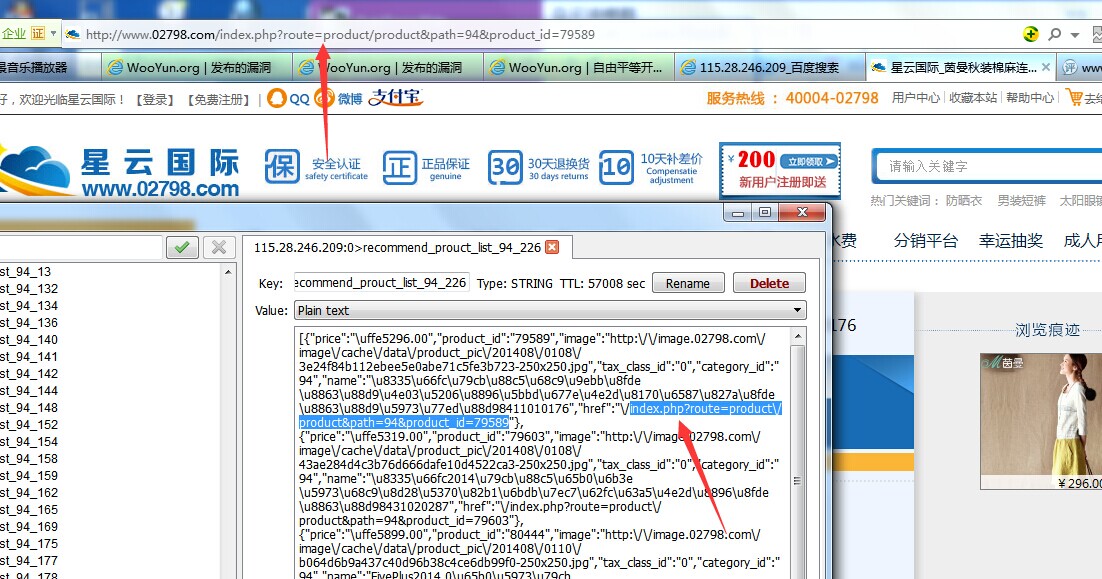 企业 证 http://www.02798.com/index.php?route=product/product&path=94&product_id=79589
景音乐播放器 WooYun.org | 发布的漏洞 WooYun.org | 发布的漏洞 WooYun.org | 自由平等开... 115.28.246.209_百度搜索 星云国际_茵曼秋装棉麻连... www
好，欢迎光临星云国际！ 【登录】 【免费注册】 | QQ 微博 支付宝 服务热线： 40004-02798 用户中心 | 收藏本站 | 帮助中心 | 去结
星云国际 保 安全认证 正 正品保证 30 30天退换货 10 10天补差价 ¥200 立即领取 请输入关键字
www.02798.com safety certificate genuine 30 days returns Compensatie adjustment 新用户注册即送
热门关键词： 防晒衣 男装短裤 太阳眼镜
水费 分销平台 幸运抽奖 成人用
115.28.246.209:0>recommend_prouct_list_94_226
Key: ecommend_prouct_list_94_226 Type: STRING TTL: 57008 sec Rename Delete
Value: Plain text
st_94_13
st_94_132
st_94_134
st_94_136
st_94_140
st_94_141
st_94_142
st_94_144
st_94_148
st_94_152
st_94_154
st_94_158
st_94_159
st_94_162
st_94_165
st_94_169
st_94_175
st_94_177
st_94_178
[{"price":"\uffe5296.00","product_id":"79589","image":"http:\/\/image.02798.com\/
image\/cache\/data\/product_pic\/201408\/0108\/
3e24f84b112ebee5e0abe71c5fe3b723-250x250.jpg","tax_class_id":"0","category_id":"
94","name":"\u8335\u66fc\u79cb\u88c5\u68c9\u9ebb\u8fde
\u8863\u88d9\u4e03\u5206\u8896\u5bbd\u677e\u4e2d\u8170\u6587\u827a\u8fde
\u8863\u88d9\u5973\u77ed\u88d98411010176","href":"\/index.php?route=product\/
product&path=94&product_id=79589"},
{"price":"\uffe5319.00","product_id":"79603","image":"http:\/\/image.02798.com\/
image\/cache\/data\/product_pic\/201408\/0110\/
43ae284d4c3b76d666dafe10d4522ca3-250x250.jpg","tax_class_id":"0","category_id":"
94","name":"\u8335\u66fc2014\u79cb\u88c5\u65b0\u6b3e
\u5973\u68c9\u8d28\u5370\u82b1\u6bdb\u7ec7\u62fc\u63a5\u4e2d\u8896\u8fde
\u8863\u88d98431020287","href":"\/index.php?route=product\/
product&path=94&product_id=79603"},
{"price":"\uffe5899.00","product_id":"80444","image":"http:\/\/image.02798.com\/
image\/cache\/data\/product_pic\/201408\/0110\/
b064d6b9a437c40d96b38c4ce6db99f0-250x250.jpg","tax_class_id":"0","category_id":"
94","name":"FivePlus2014.0\u65b0\u5973\u79cb
176
浏览痕迹
茵曼
¥296.00